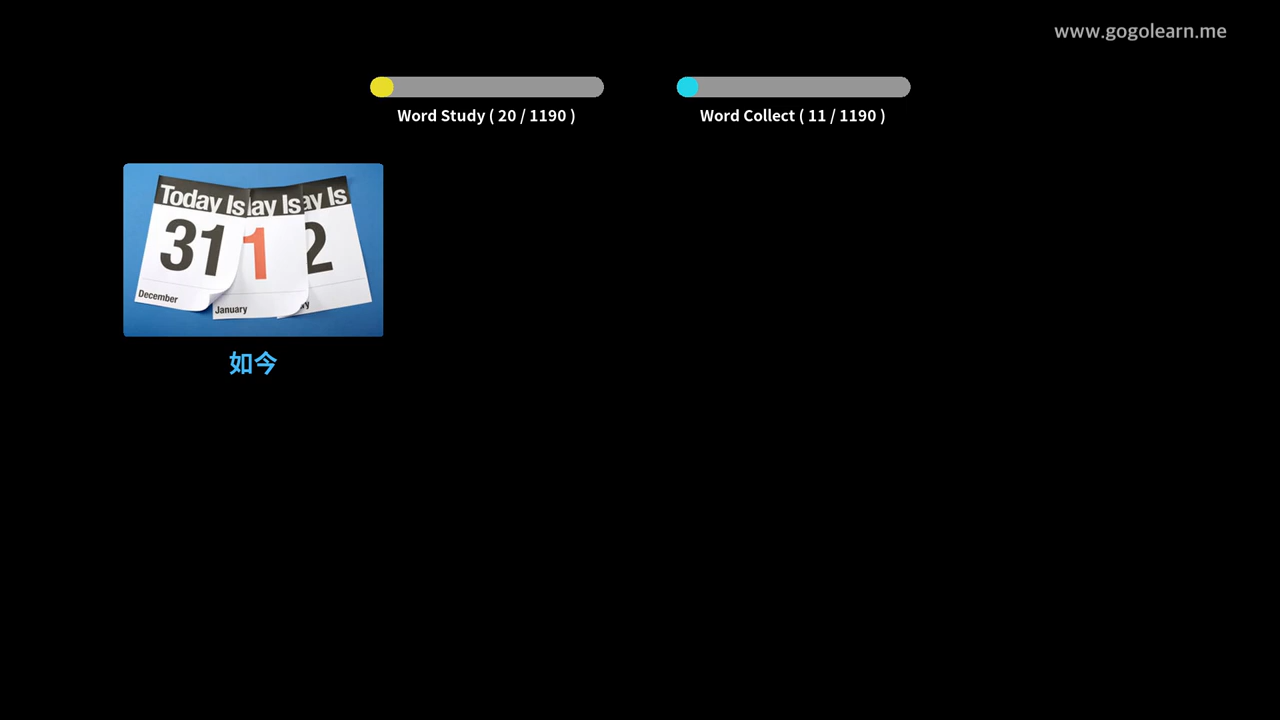 www.gogolearn.me
Word Study ( 20 / 1190 )
Word Collect ( 11 / 1190 )
Today Is
ay Is
ay Is
31
1
2
December
January
如今